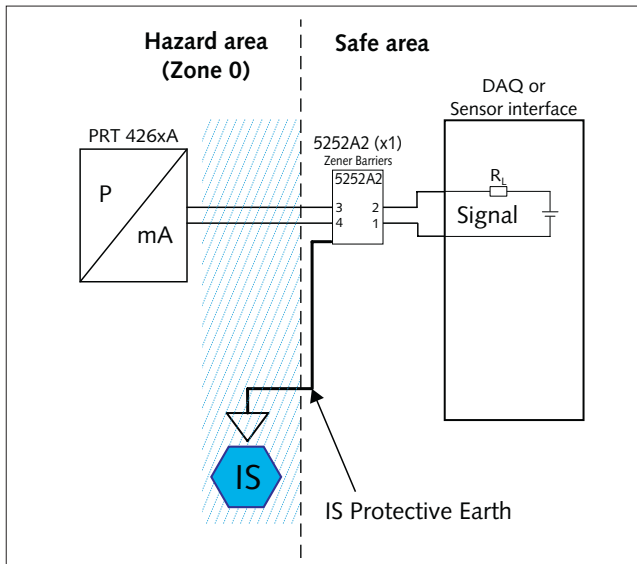 Hazard area
(Zone 0)
Safe area
DAQ or
Sensor interface
PRT 426xA
5252A2 (x1)
Zener Barriers
5252A2
P
mA
3
4
2
1
RL
Signal
IS
IS Protective Earth